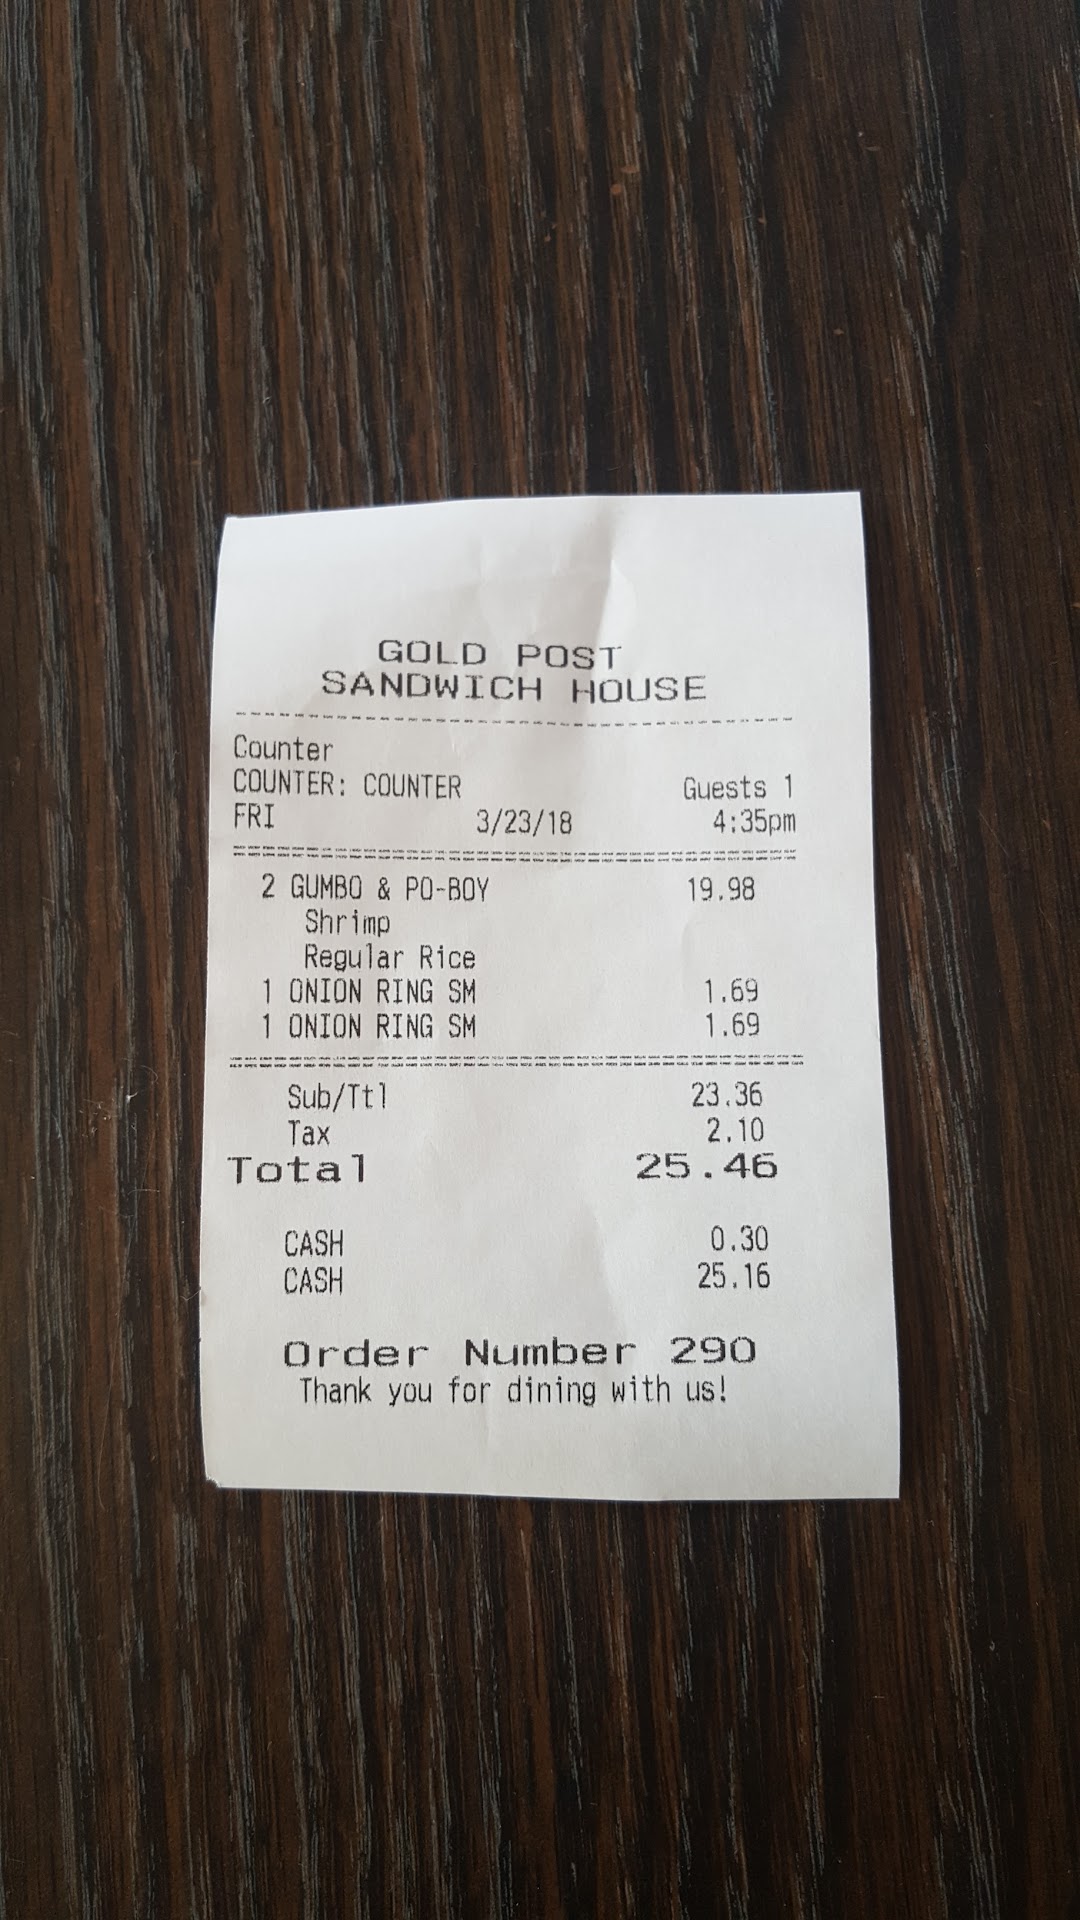 GOLD POST
SANDWICH HOUSE
Counter
COUNTER: COUNTER Guests 1
FRI 3/23/18 4:35pm
2 GUMBO & PO-BOY 19.98
Shrimp
Regular Rice
1 ONION RING SM 1.69
1 ONION RING SM 1.69
Sub/Ttl 23.36
Tax 2.10
Total 25.46
CASH 0.30
CASH 25.16
Order Number 290
Thank you for dining with us!